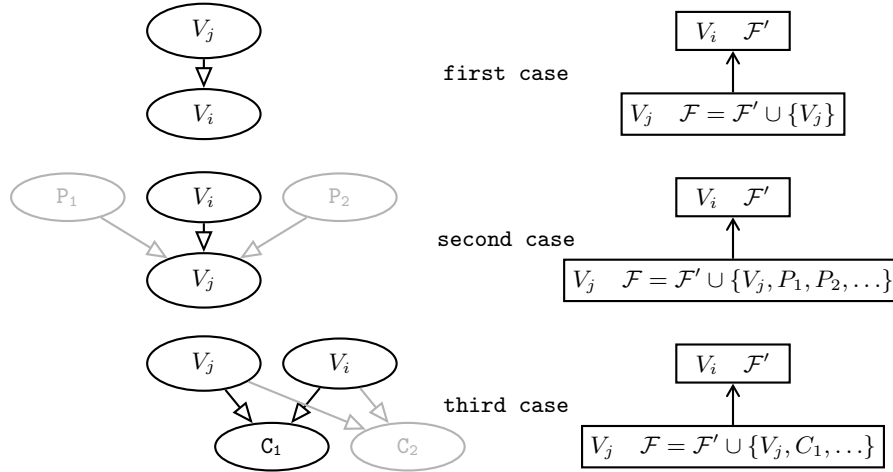 V_j
V_i
first case
V_i F'
V_j F = F' ∪ {V_j}
P_1
V_i
P_2
V_j
second case
V_i F'
V_j F = F' ∪ {V_j, P_1, P_2, ...}
V_j
V_i
C_1
C_2
third case
V_i F'
V_j F = F' ∪ {V_j, C_1, ...}